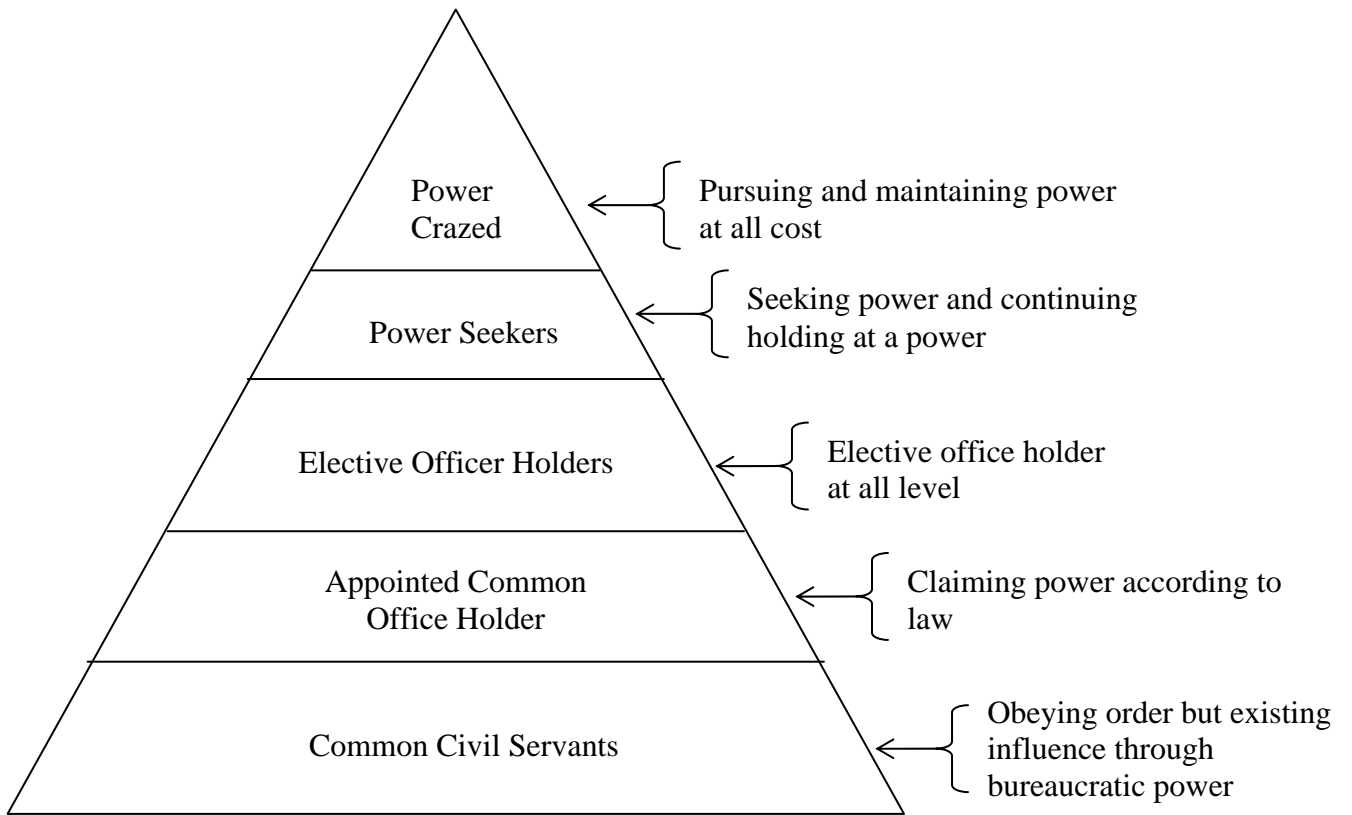 Power
Crazed
Pursuing and maintaining power
at all cost
Power Seekers
Seeking power and continuing
holding at a power
Elective Officer Holders
Elective office holder
at all level
Appointed Common
Office Holder
Claiming power according to
law
Common Civil Servants
Obeying order but existing
influence through
bureaucratic power